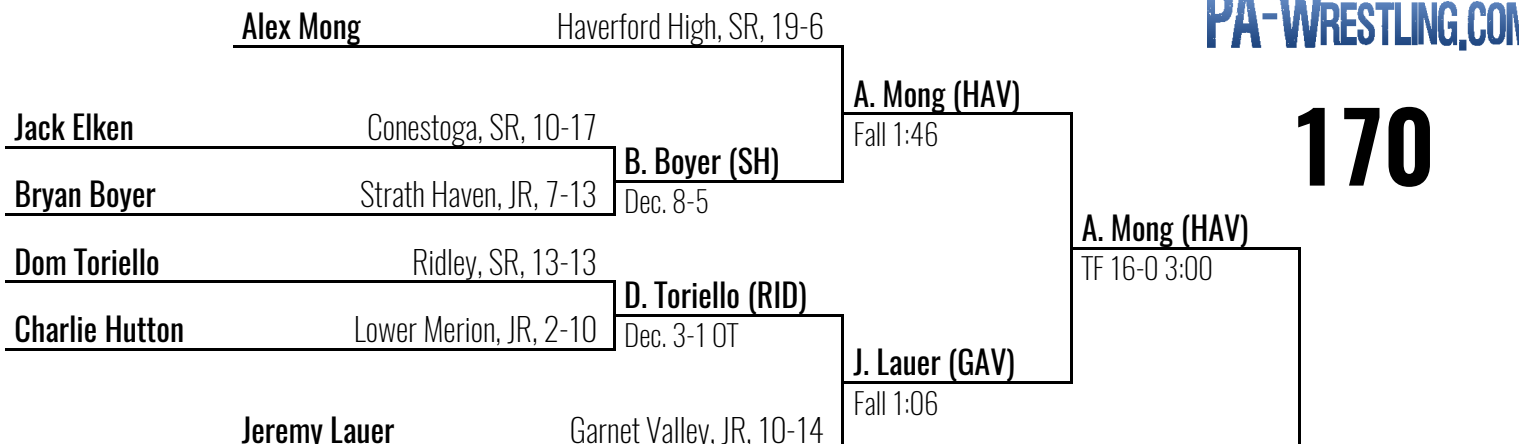 PA-WRESTLING.COM
Alex Mong Haverford High, SR, 19-6
170
A. Mong (HAV)
Fall 1:46
Jack Elken Conestoga, SR, 10-17
B. Boyer (SH)
Dec. 8-5
Bryan Boyer Strath Haven, JR, 7-13
A. Mong (HAV)
TF 16-0 3:00
Dom Toriello Ridley, SR, 13-13
D. Toriello (RID)
Dec. 3-1 OT
Charlie Hutton Lower Merion, JR, 2-10
J. Lauer (GAV)
Fall 1:06
Jeremy Lauer Garnet Valley, JR, 10-14